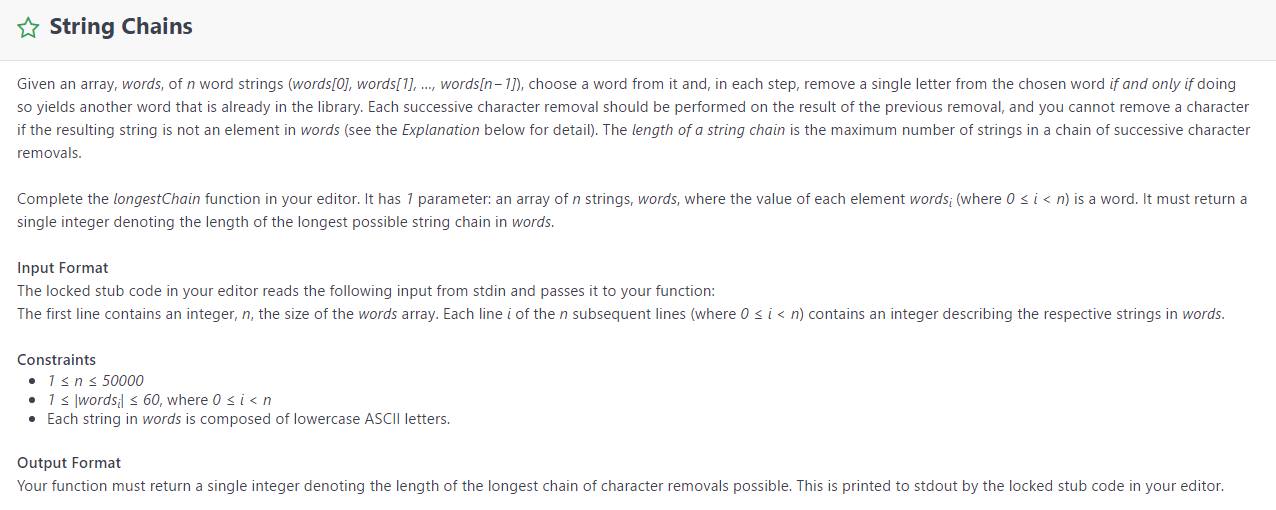 String Chains
Given an array, words, of n word strings (words[0], words[1], ..., words[n−1]), choose a word from it and, in each step, remove a single letter from the chosen word if and only if doing
so yields another word that is already in the library. Each successive character removal should be performed on the result of the previous removal, and you cannot remove a character
if the resulting string is not an element in words (see the Explanation below for detail). The length of a string chain is the maximum number of strings in a chain of successive character
removals.
Complete the longestChain function in your editor. It has 1 parameter: an array of n strings, words, where the value of each element wordsi (where 0 ≤ i < n) is a word. It must return a
single integer denoting the length of the longest possible string chain in words.
Input Format
The locked stub code in your editor reads the following input from stdin and passes it to your function:
The first line contains an integer, n, the size of the words array. Each line i of the n subsequent lines (where 0 ≤ i < n) contains an integer describing the respective strings in words.
Constraints
• 1 ≤ n ≤ 50000
• 1 ≤ |wordsi| ≤ 60, where 0 ≤ i < n
• Each string in words is composed of lowercase ASCII letters.
Output Format
Your function must return a single integer denoting the length of the longest chain of character removals possible. This is printed to stdout by the locked stub code in your editor.